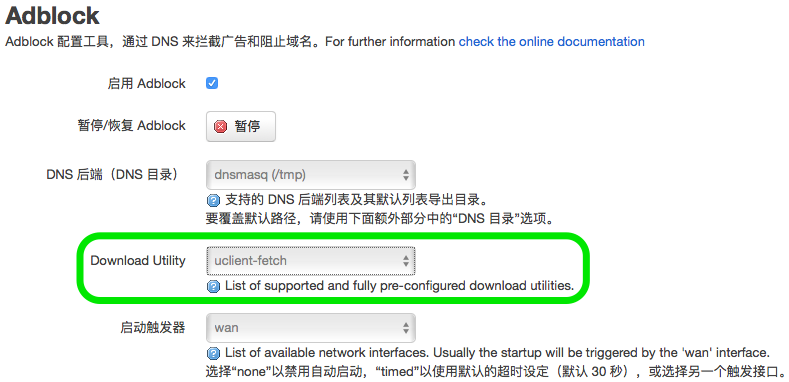 Adblock
Adblock 配置工具，通过 DNS 来拦截广告和阻止域名。For further information check the online documentation
启用 Adblock
暂停/恢复 Adblock 暂停
DNS 后端（DNS 目录） dnsmasq (/tmp)
支持的 DNS 后端列表及其默认列表导出目录。
要覆盖默认路径，请使用下面额外部分中的“DNS 目录”选项。
Download Utility uclient-fetch
List of supported and fully pre-configured download utilities.
启动触发器 wan
List of available network interfaces. Usually the startup will be triggered by the 'wan' interface.
选择“none”以禁用自动启动，“timed”以使用默认的超时设定（默认 30 秒），或选择另一个触发接口。